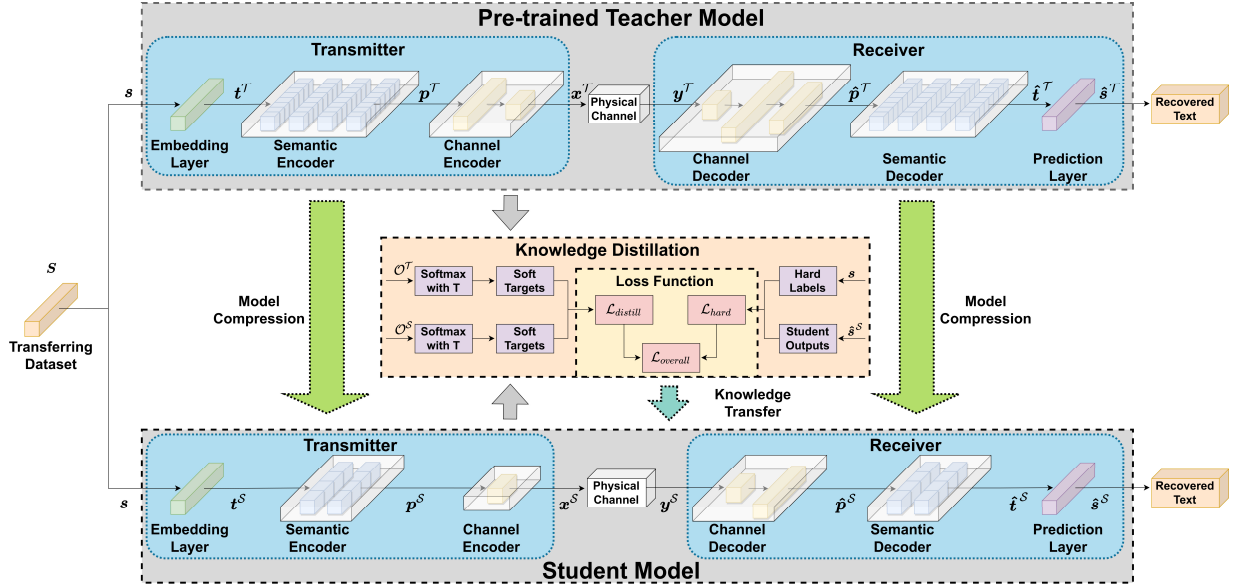 Pre-trained Teacher Model
Transmitter
Receiver
𝒔
𝒕^𝒯
𝒑^𝒯
𝒙^𝒯
Physical
Channel
𝒚^𝒯
𝒑̂^𝒯
𝒕̂^𝒯
𝒔̂^𝒯
Recovered
Text
Embedding
Layer
Semantic
Encoder
Channel
Encoder
Channel
Decoder
Semantic
Decoder
Prediction
Layer
S
Transferring
Dataset
Model
Compression
Knowledge Distillation
𝒪^𝒯
Softmax
with T
Soft
Targets
𝒪^𝒮
Softmax
with T
Soft
Targets
Loss Function
ℒ_distill
ℒ_hard
ℒ_overall
Hard
Labels
𝒔
Student
Outputs
𝒔̂^𝒮
Model
Compression
Knowledge
Transfer
Transmitter
Receiver
𝒔
𝒕^𝒮
𝒑^𝒮
𝒙^𝒮
Physical
Channel
𝒚^𝒮
𝒑̂^𝒮
𝒕̂^𝒮
𝒔̂^𝒮
Recovered
Text
Embedding
Layer
Semantic
Encoder
Channel
Encoder
Channel
Decoder
Semantic
Decoder
Prediction
Layer
Student Model